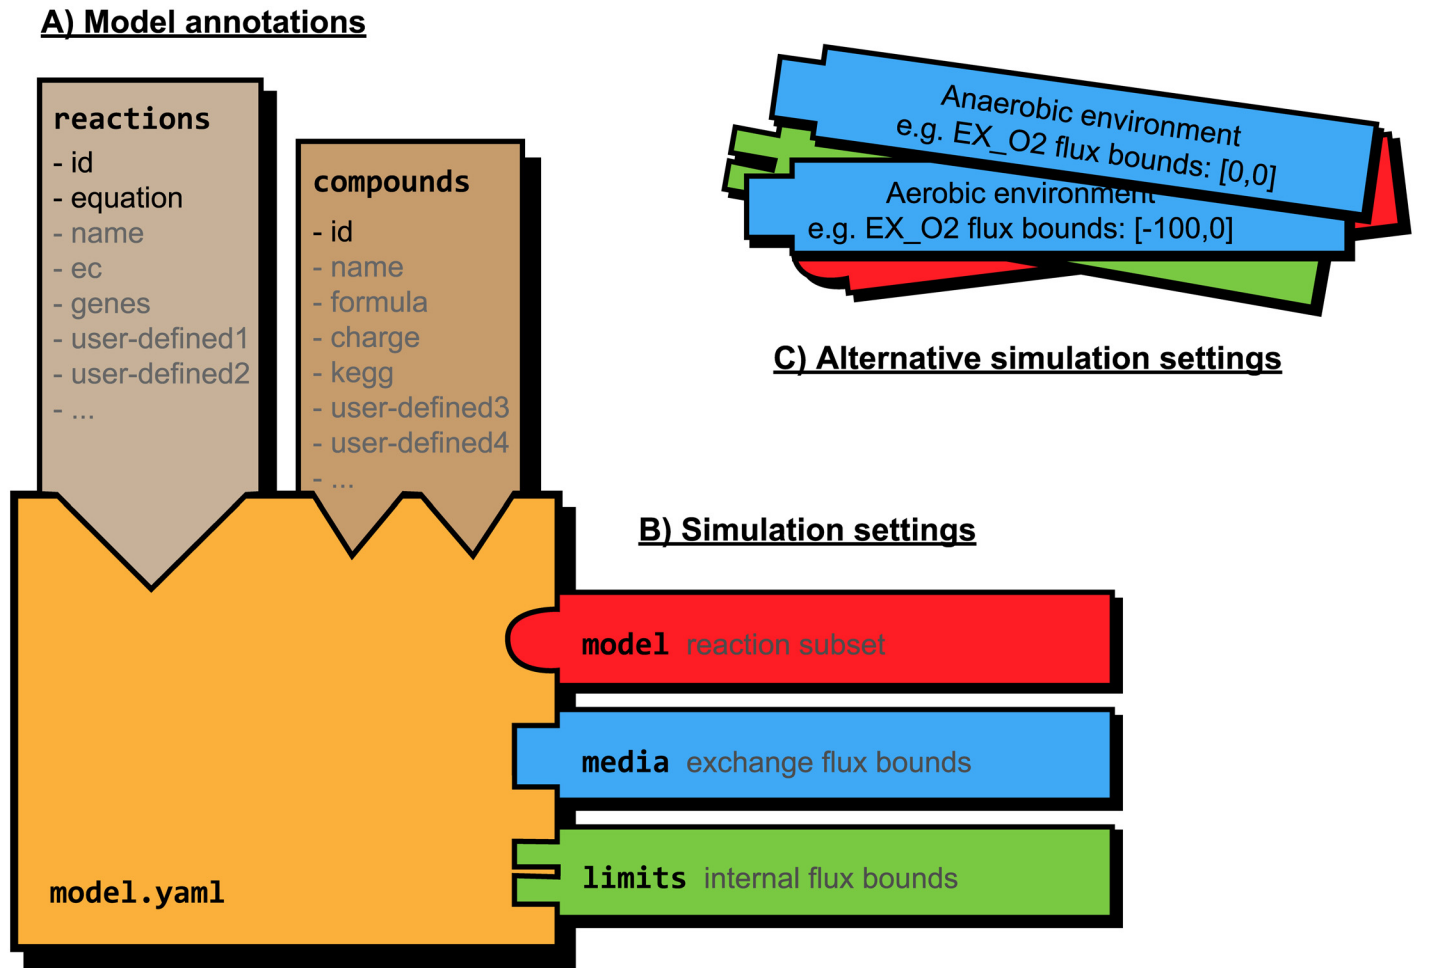 A) Model annotations
reactions
- id
- equation
- name
- ec
- genes
- user-defined1
- user-defined2
- ...
compounds
- id
- name
- formula
- charge
- kegg
- user-defined3
- user-defined4
- ...
model.yaml
Anaerobic environment
e.g. EX_O2 flux bounds: [0,0]
Aerobic environment
e.g. EX_O2 flux bounds: [-100,0]
C) Alternative simulation settings
B) Simulation settings
model reaction subset
media exchange flux bounds
limits internal flux bounds